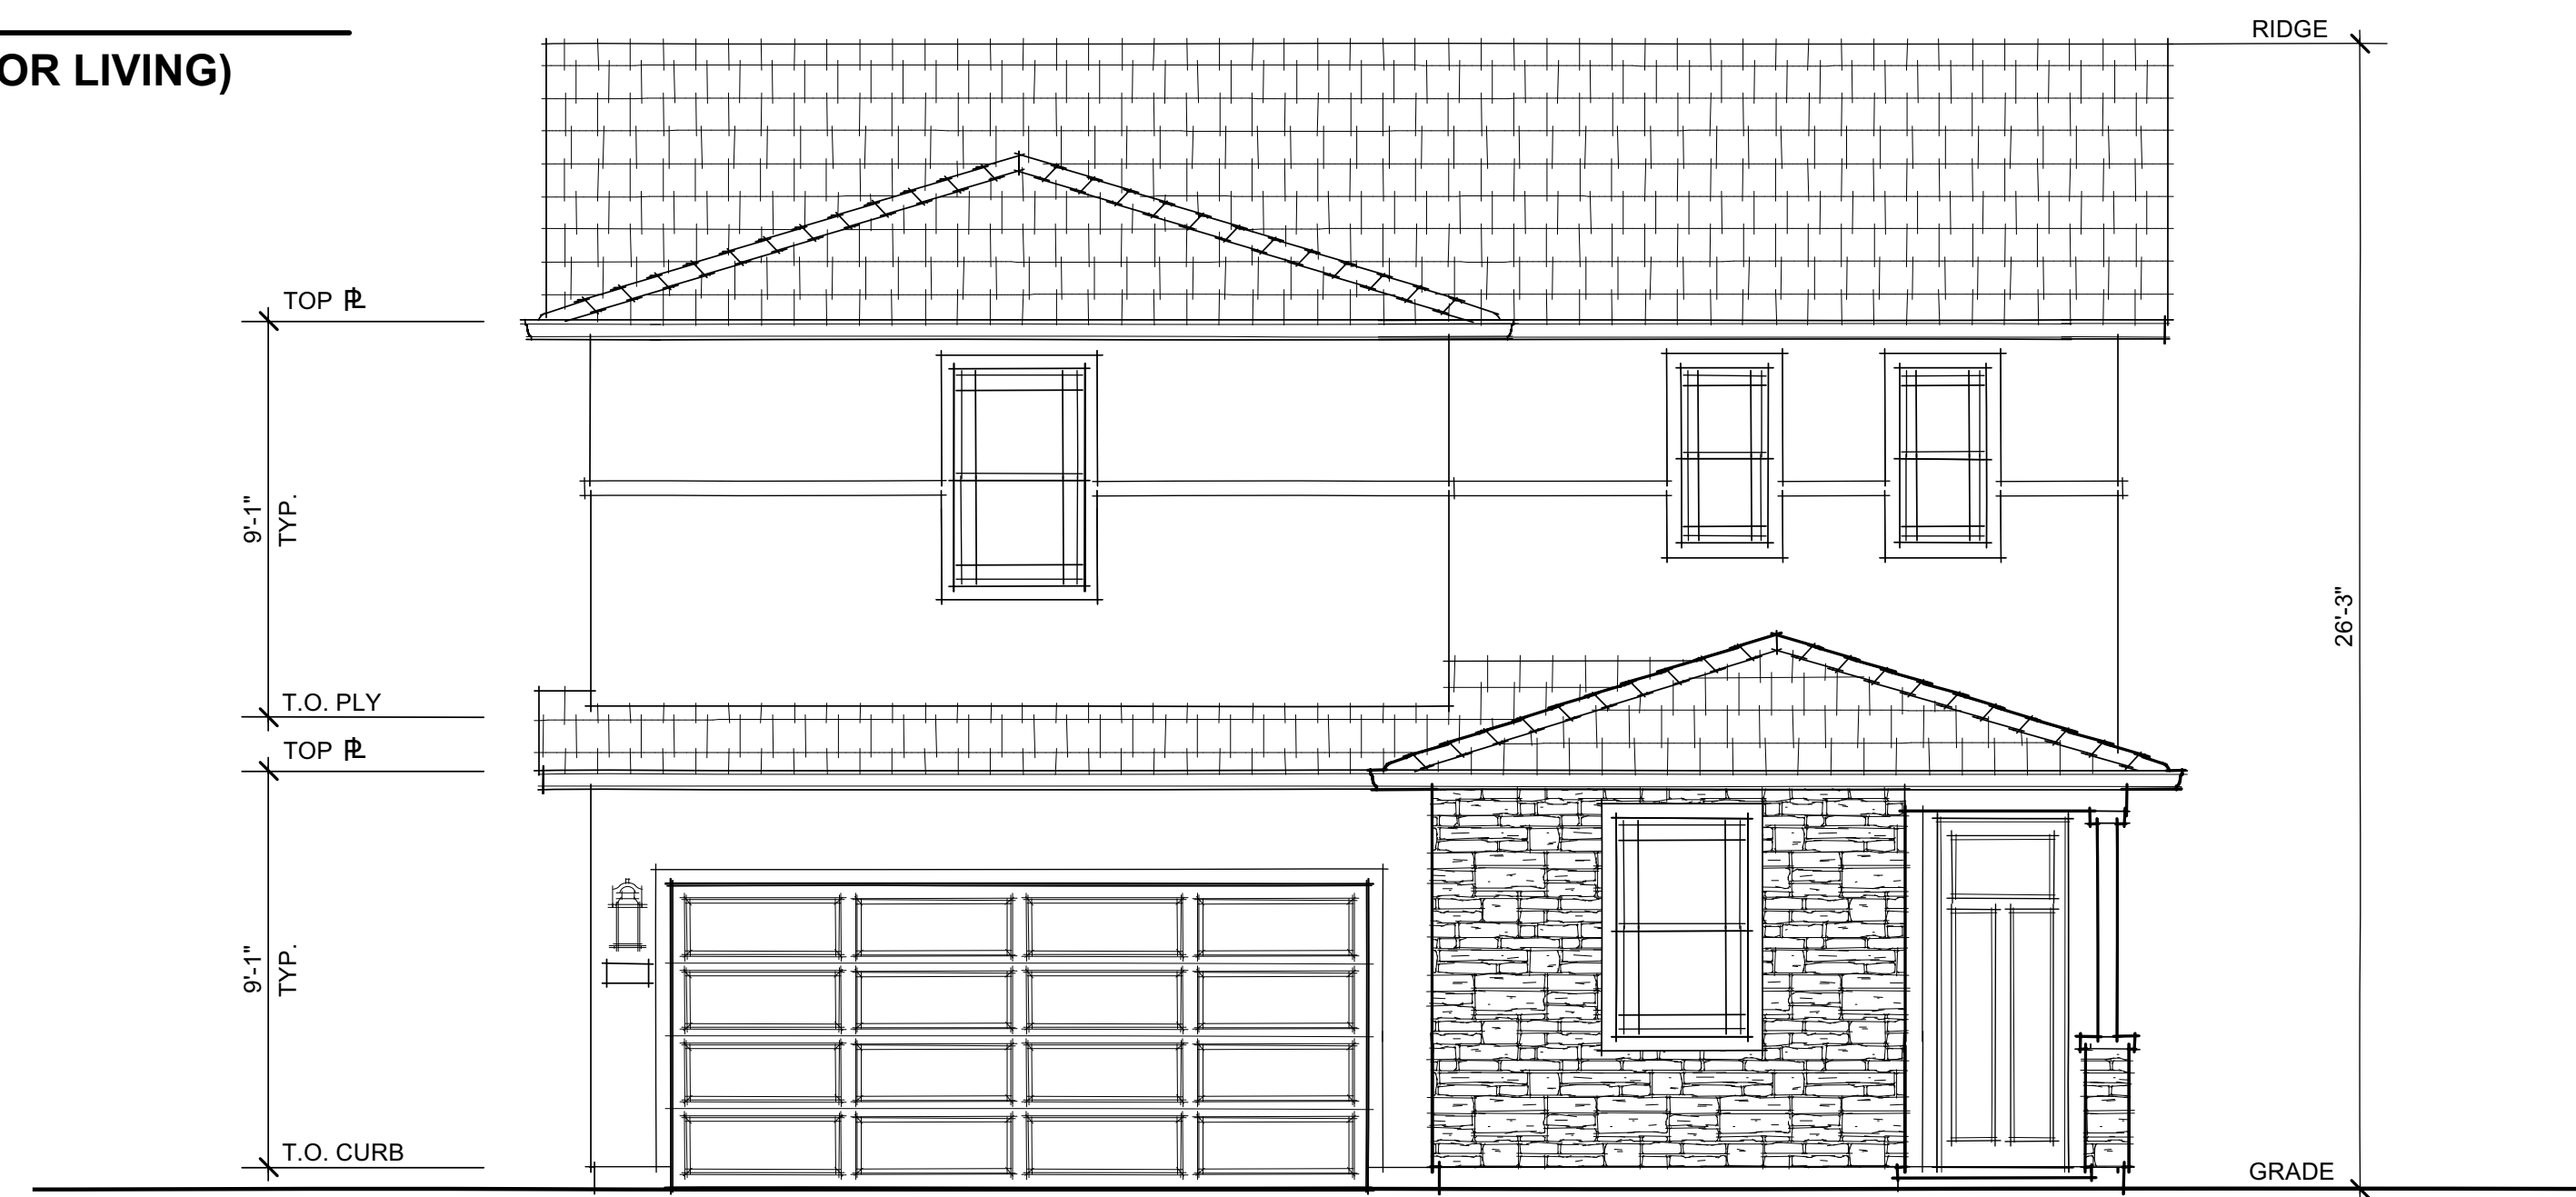 OR LIVING)
RIDGE
TOP ℙL
9'-1"
TYP.
26'-3"
T.O. PLY
TOP ℙL
9'-1"
TYP.
T.O. CURB
GRADE